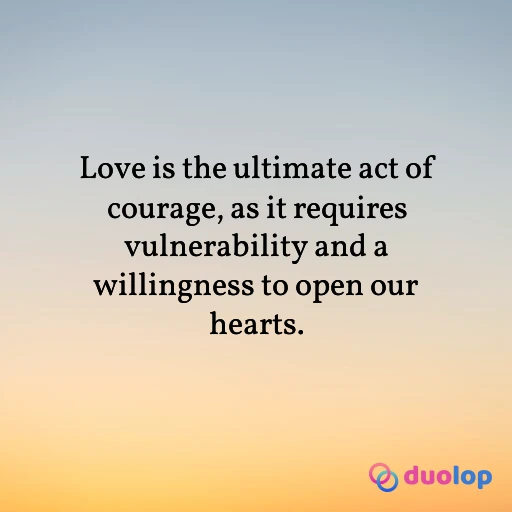 Love is the ultimate act of
courage, as it requires
vulnerability and a
willingness to open our
hearts.
duolop